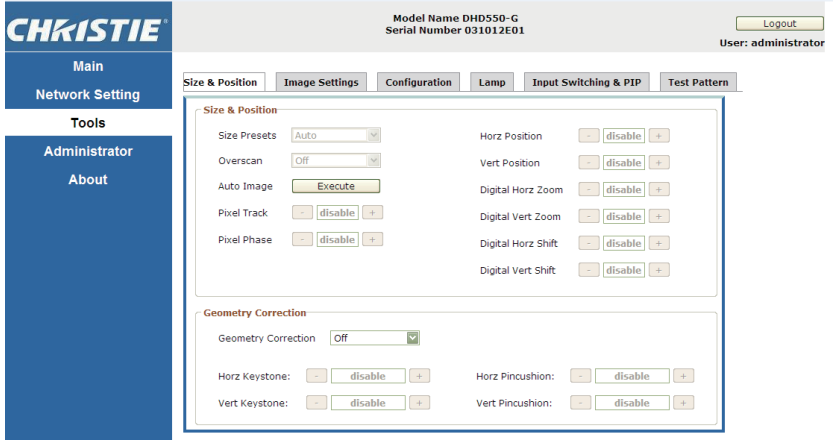 CHRISTIE®
Model Name DHD550-G
Serial Number 031012E01
Logout
User: administrator
Main
Network Setting
Tools
Administrator
About
Size & Position Image Settings Configuration Lamp Input Switching & PIP Test Pattern
Size & Position
Size Presets Auto
Overscan Off
Auto Image Execute
Pixel Track - disable +
Pixel Phase - disable +
Horz Position - disable +
Vert Position - disable +
Digital Horz Zoom - disable +
Digital Vert Zoom - disable +
Digital Horz Shift - disable +
Digital Vert Shift - disable +
Geometry Correction
Geometry Correction Off
Horz Keystone: - disable + Horz Pincushion: - disable +
Vert Keystone: - disable + Vert Pincushion: - disable +